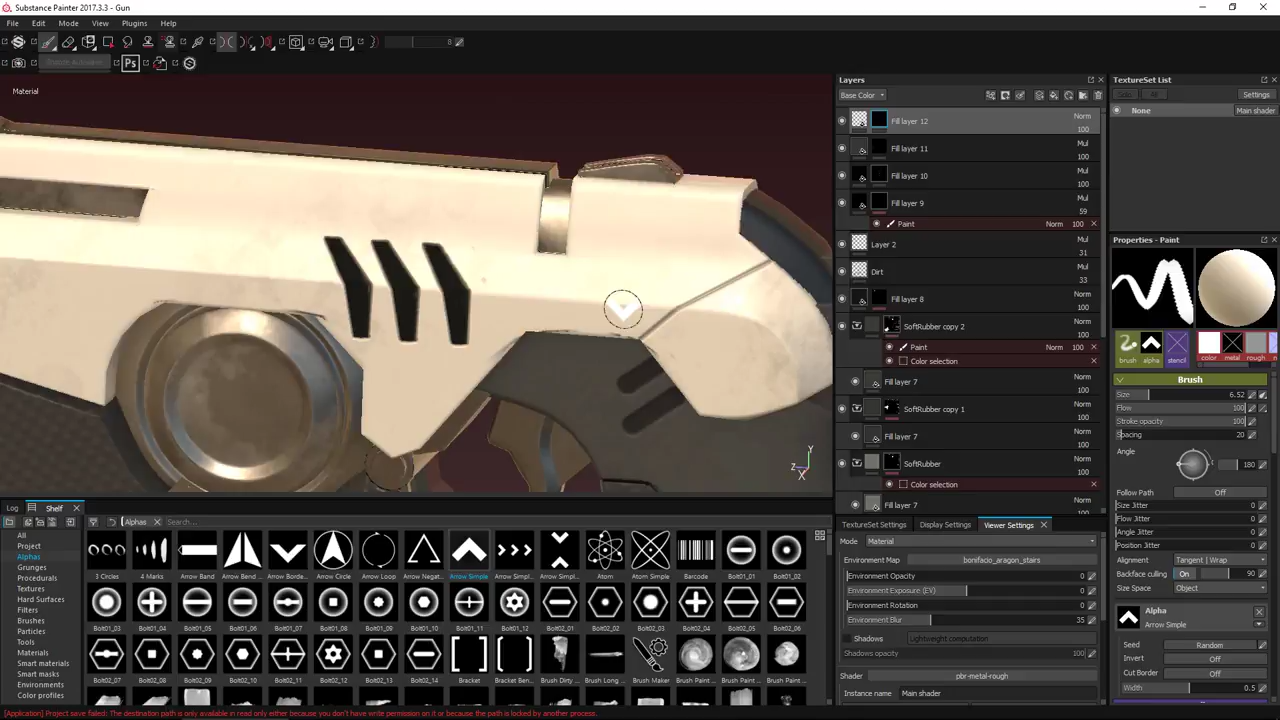 Substance Painter 2017.3.3 - Gun
File Edit Mode View Plugins Help
8
Ps
Material
Y
Z
X
Layers
Base Color
Fill layer 12 Norm 100
Fill layer 11 Mul 100
Fill layer 10 Mul 100
Fill layer 9 Mul 59
Paint Norm 100
Layer 2 Mul 31
Dirt Mul 33
Fill layer 8 Norm 100
SoftRubber copy 2 Norm 100
Paint Norm 100
Color selection
Fill layer 7 Norm 100
SoftRubber copy 1 Norm 100
Fill layer 7 Norm 100
SoftRubber Norm 100
Color selection
Fill layer 7 Norm
TextureSet List
Solo All Settings
None Main shader
Properties - Paint
brush alpha stencil color metal rough n
Brush
Size 6.52
Flow 100
Stroke opacity 100
Spacing 20
Angle 180
Follow Path Off
Size Jitter 0
Flow Jitter 0
Angle Jitter 0
Position Jitter 0
Alignment Tangent | Wrap
Backface culling On 90
Size Space Object
Alpha
Arrow Simple
Seed Random
Invert Off
Cut Border Off
Width 0.5
TextureSet Settings Display Settings Viewer Settings
Mode Material
Environment Map bonifacio_aragon_stairs
Environment Opacity 0
Environment Exposure (EV) 0
Environment Rotation 0
Environment Blur 35
Shadows Lightweight computation
Shadows opacity 100
Shader pbr-metal-rough
Instance name Main shader
Log Shelf
Alphas Search...
All
Project
Alphas
Grunges
Procedurals
Textures
Hard Surfaces
Filters
Brushes
Particles
Tools
Materials
Smart materials
Smart masks
Environments
Color profiles
3 Circles 4 Marks Arrow Band Arrow Bend ... Arrow Borde... Arrow Circle Arrow Loop Arrow Negat... Arrow Simple Arrow Simpl... Arrow Simpl... Atom Atom Simple Barcode Bolt01_01 Bolt01_02
Bolt01_03 Bolt01_04 Bolt01_05 Bolt01_06 Bolt01_07 Bolt01_08 Bolt01_09 Bolt01_10 Bolt01_11 Bolt01_12 Bolt02_01 Bolt02_02 Bolt02_03 Bolt02_04 Bolt02_05 Bolt02_06
Bolt02_07 Bolt02_08 Bolt02_09 Bolt02_10 Bolt02_11 Bolt02_12 Bolt02_13 Bolt02_14 Bracket Bracket Ben... Brush Dirty ... Brush Long ... Brush Maker Brush Paint ... Brush Paint ... Brush Paint ...
[Application] Project save failed: The destination path is only available in read only either because you don't have write permission on it or because the path is locked by another process.